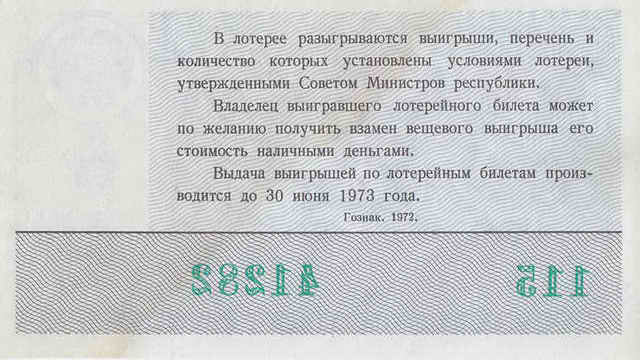 В лотерее разыгрываются выигрыши, перечень и
количество которых установлены условиями лотереи,
утвержденными Советом Министров республики.
Владелец выигравшего лотерейного билета может
по желанию получить взамен вещевого выигрыша его
стоимость наличными деньгами.
Выдача выигрышей по лотерейным билетам произ-
водится до 30 июня 1973 года.
Гознак. 1972.
41282 115